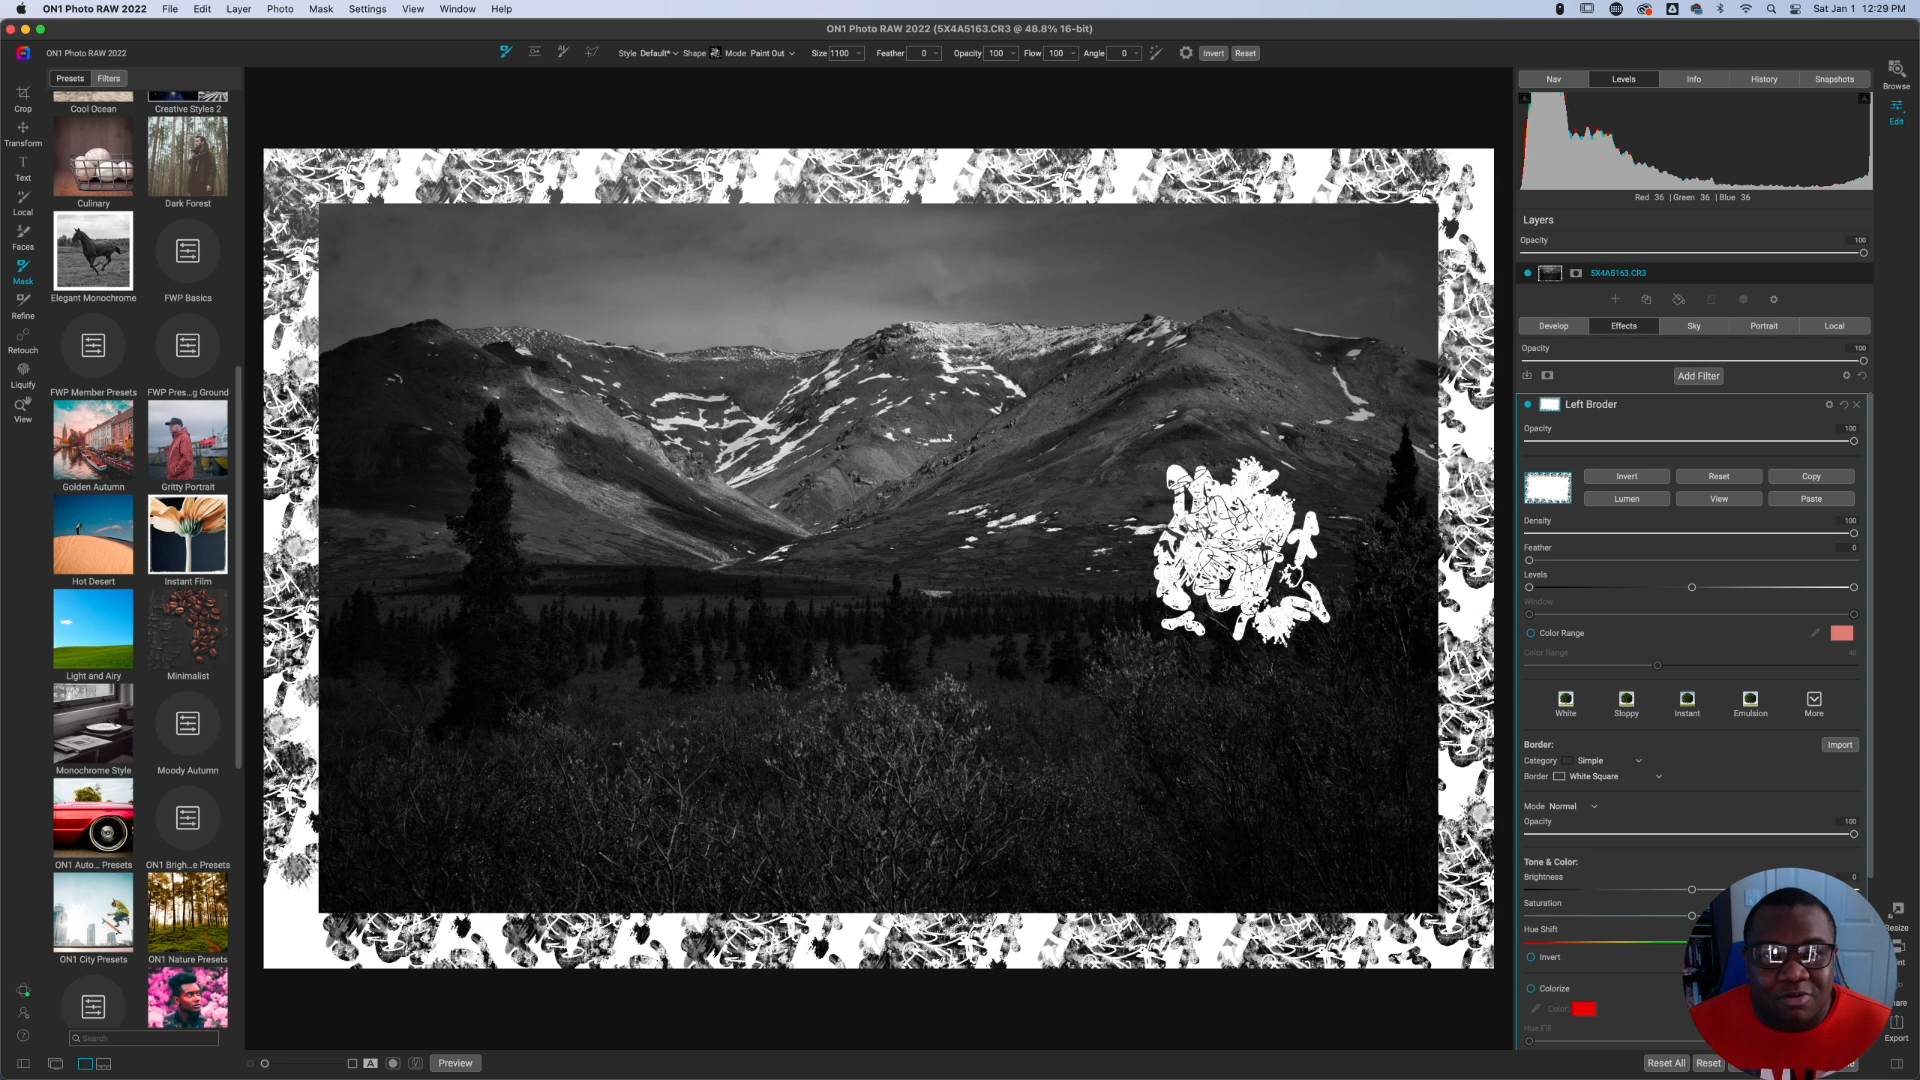 ON1 Photo RAW 2022 File Edit Layer Photo Mask Settings View Window Help Sat Jan 1 12:29 PM
ON1 Photo RAW 2022 (5X4A5163.CR3 @ 48.8% 16-bit)
ON1 Photo RAW 2022 Style Default* Shape Mode Paint Out Size 1100 Feather 0 Opacity 100 Flow 100 Angle 0 Invert Reset
Presets Filters
Nav Levels Info History Snapshots
Browse
Edit
Crop
Transform
Text
Local
Faces
Mask
Refine
Retouch
Liquify
View
Cool Ocean Creative Styles 2
Culinary Dark Forest
Elegant Monochrome FWP Basics
FWP Member Presets FWP Pres...g Ground
Golden Autumn Gritty Portrait
Hot Desert Instant Film
Light and Airy Minimalist
Monochrome Style Moody Autumn
ON1 Auto... Presets ON1 Brigh...e Presets
ON1 City Presets ON1 Nature Presets
Search
A Preview
Red 36 | Green 36 | Blue 36
Layers
Opacity 100
5X4A5163.CR3
Develop Effects Sky Portrait Local
Opacity 100
Add Filter
Left Broder
Opacity 100
Invert Reset Copy
Lumen View Paste
Density 100
Feather 0
Levels
Window
Color Range
Color Range 40
White Sloppy Instant Emulsion More
Border: Import
Category Simple
Border White Square
Mode Normal
Opacity 100
Tone & Color:
Brightness 0
Saturation
Hue Shift
Invert
Colorize
Color:
Hue Fill
Reset All Reset
Export